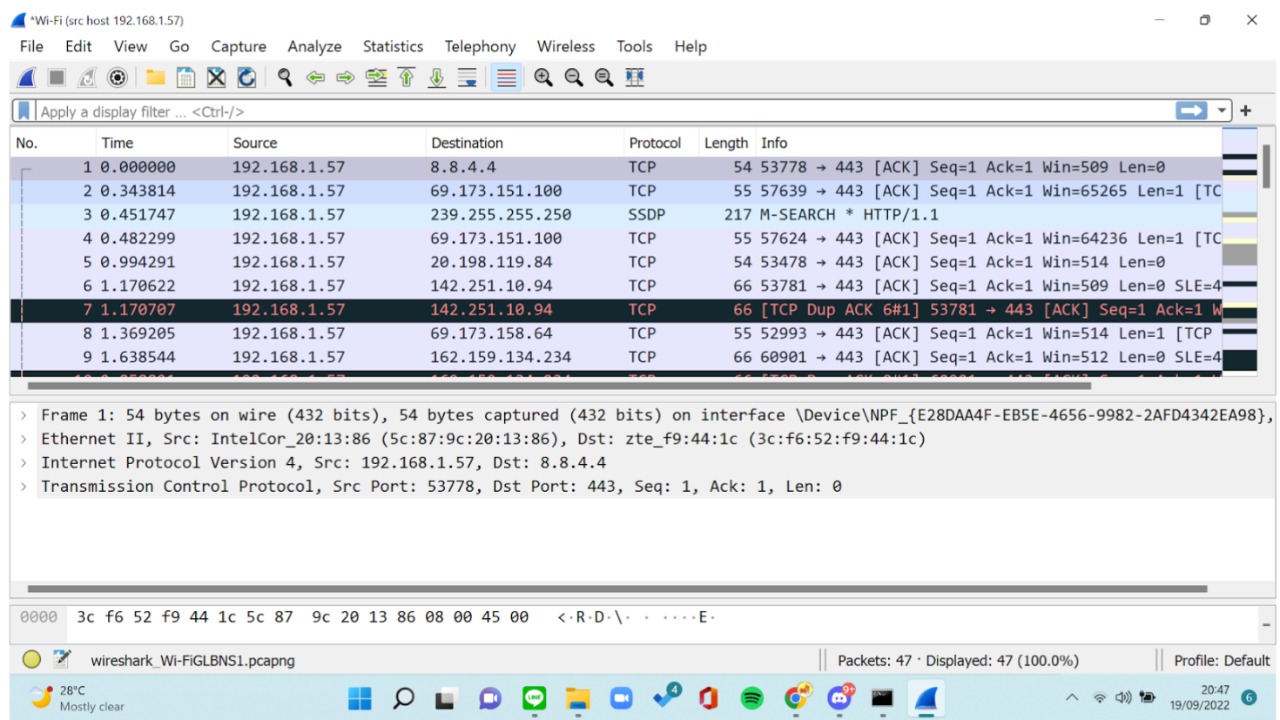 *Wi-Fi (src host 192.168.1.57)
File Edit View Go Capture Analyze Statistics Telephony Wireless Tools Help
Apply a display filter ... <Ctrl-/>
No. Time Source Destination Protocol Length Info
1 0.000000 192.168.1.57 8.8.4.4 TCP 54 53778 → 443 [ACK] Seq=1 Ack=1 Win=509 Len=0
2 0.343814 192.168.1.57 69.173.151.100 TCP 55 57639 → 443 [ACK] Seq=1 Ack=1 Win=65265 Len=1 [TC
3 0.451747 192.168.1.57 239.255.255.250 SSDP 217 M-SEARCH * HTTP/1.1
4 0.482299 192.168.1.57 69.173.151.100 TCP 55 57624 → 443 [ACK] Seq=1 Ack=1 Win=64236 Len=1 [TC
5 0.994291 192.168.1.57 20.198.119.84 TCP 54 53478 → 443 [ACK] Seq=1 Ack=1 Win=514 Len=0
6 1.170622 192.168.1.57 142.251.10.94 TCP 66 53781 → 443 [ACK] Seq=1 Ack=1 Win=509 Len=0 SLE=4
7 1.170707 192.168.1.57 142.251.10.94 TCP 66 [TCP Dup ACK 6#1] 53781 → 443 [ACK] Seq=1 Ack=1 W
8 1.369205 192.168.1.57 69.173.158.64 TCP 55 52993 → 443 [ACK] Seq=1 Ack=1 Win=514 Len=1 [TCP
9 1.638544 192.168.1.57 162.159.134.234 TCP 66 60901 → 443 [ACK] Seq=1 Ack=1 Win=512 Len=0 SLE=4
Frame 1: 54 bytes on wire (432 bits), 54 bytes captured (432 bits) on interface \Device\NPF_{E28DAA4F-EB5E-4656-9982-2AFD4342EA98},
Ethernet II, Src: IntelCor_20:13:86 (5c:87:9c:20:13:86), Dst: zte_f9:44:1c (3c:f6:52:f9:44:1c)
Internet Protocol Version 4, Src: 192.168.1.57, Dst: 8.8.4.4
Transmission Control Protocol, Src Port: 53778, Dst Port: 443, Seq: 1, Ack: 1, Len: 0
0000 3c f6 52 f9 44 1c 5c 87 9c 20 13 86 08 00 45 00 <·R·D·\· · ····E·
wireshark_Wi-FiGLBNS1.pcapng Packets: 47 · Displayed: 47 (100.0%) Profile: Default
28°C
Mostly clear
LINE
4
9+
20:47
19/09/2022
6